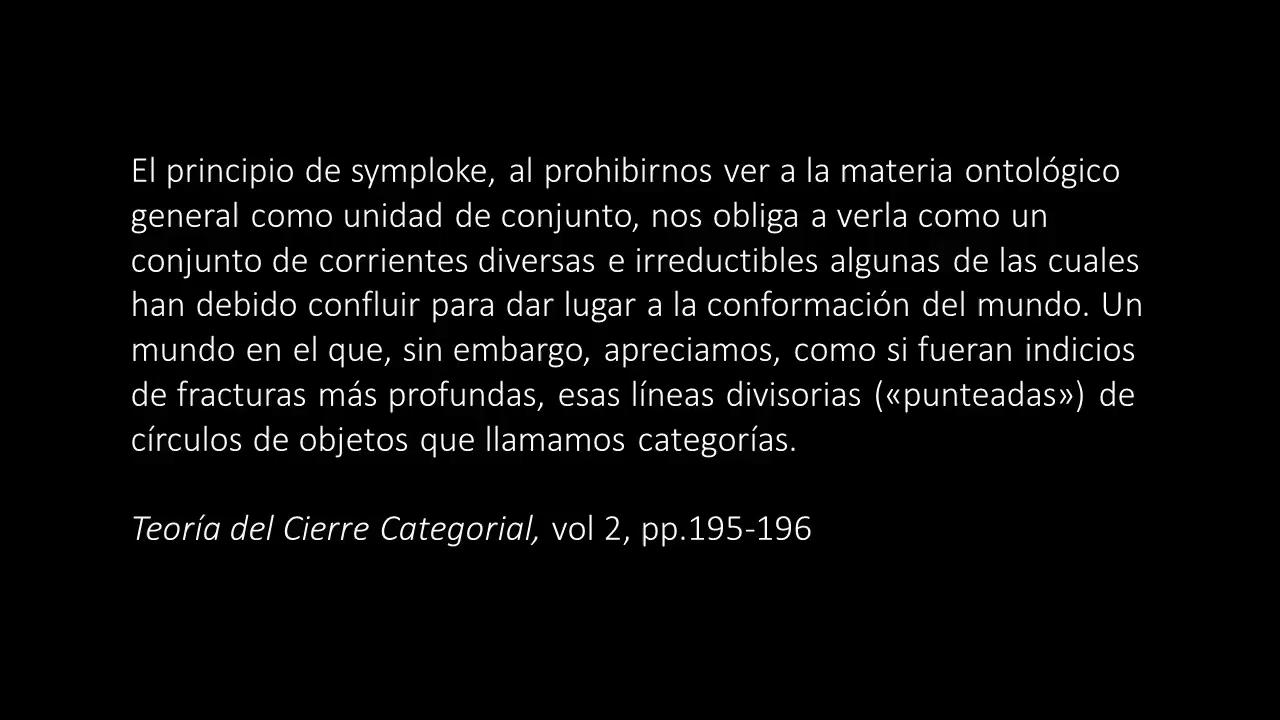 El principio de symploke, al prohibirnos ver a la materia ontológico
general como unidad de conjunto, nos obliga a verla como un
conjunto de corrientes diversas e irreductibles algunas de las cuales
han debido confluir para dar lugar a la conformación del mundo. Un
mundo en el que, sin embargo, apreciamos, como si fueran indicios
de fracturas más profundas, esas líneas divisorias («punteadas») de
círculos de objetos que llamamos categorías.
Teoría del Cierre Categorial, vol 2, pp.195-196